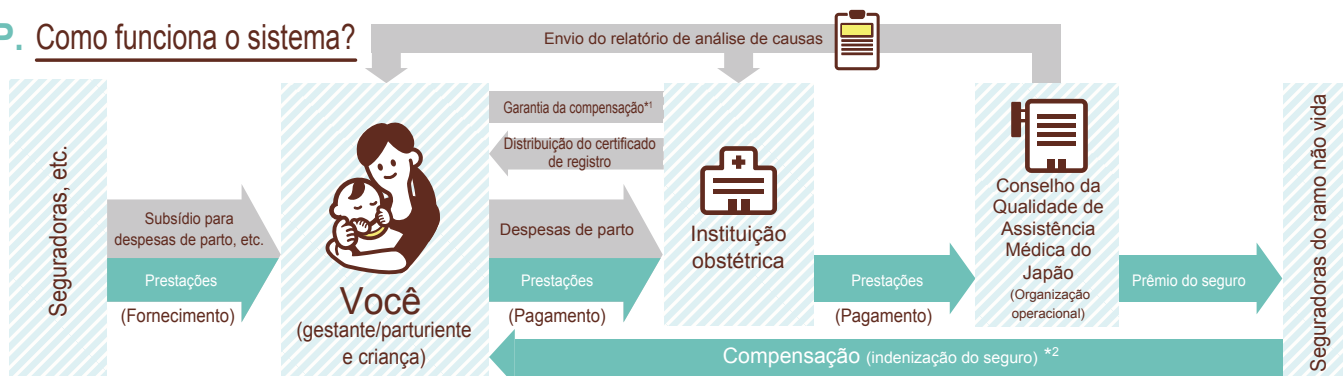 P. Como funciona o sistema?
Envio do relatório de análise de causas
Seguradoras, etc.
Subsídio para
despesas de parto, etc.
Prestações
(Fornecimento)
Você
(gestante/parturiente
e criança)
Garantia da compensação*1
Distribuição do certificado
de registro
Despesas de parto
Prestações
(Pagamento)
Instituição
obstétrica
Prestações
(Pagamento)
Conselho da
Qualidade de
Assistência
Médica do
Japão
(Organização
operacional)
Prêmio do seguro
Seguradoras do ramo não vida
Compensação (indenização do seguro) *2